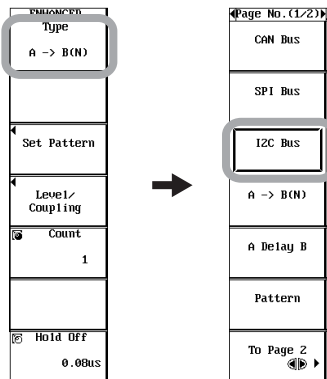 ENHANCED
Type
A -> B(N)
Set Pattern
Level/
Coupling
Count
1
Hold Off
0.08us
Page No.(1/2)
CAN Bus
SPI Bus
I2C Bus
A -> B(N)
A Delay B
Pattern
To Page 2